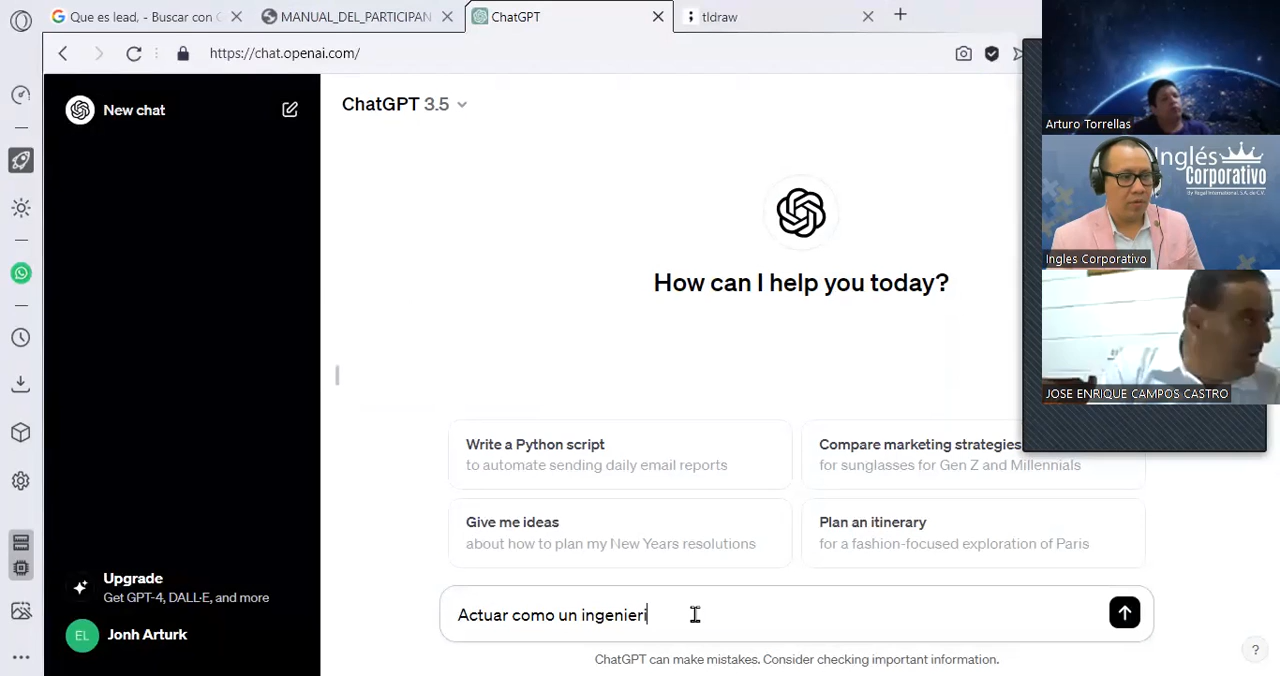 Que es lead, - Buscar con G
MANUAL_DEL_PARTICIPAN
ChatGPT
tldraw
https://chat.openai.com/
New chat
ChatGPT 3.5
How can I help you today?
Write a Python script
to automate sending daily email reports
Compare marketing strategies
for sunglasses for Gen Z and Millennials
Give me ideas
about how to plan my New Years resolutions
Plan an itinerary
for a fashion-focused exploration of Paris
Upgrade
Get GPT-4, DALL·E, and more
EL
Jonh Arturk
Actuar como un ingenieri
ChatGPT can make mistakes. Consider checking important information.
?
Arturo Torrellas
Inglés
Corporativo
By Regal International, S.A. de C.V.
Ingles Corporativo
JOSE ENRIQUE CAMPOS CASTRO